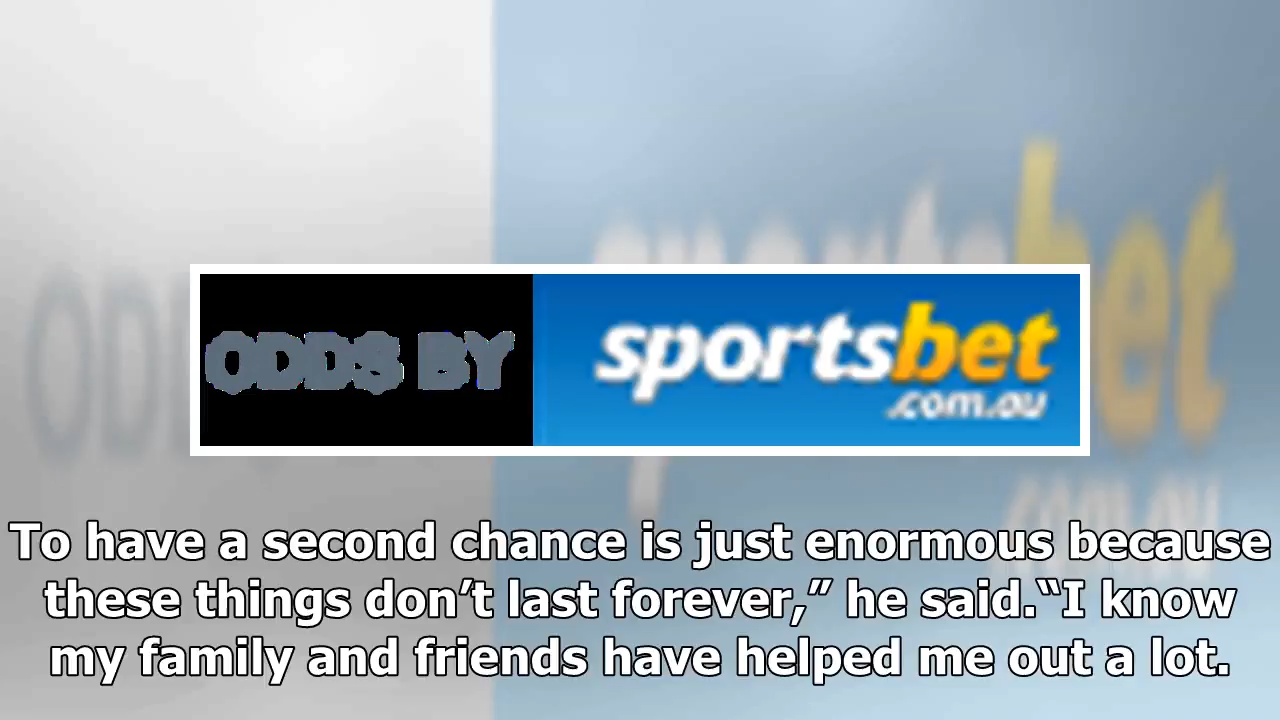 ODDS BY
sportsbet
.com.au
To have a second chance is just enormous because
these things don’t last forever,” he said.“I know
my family and friends have helped me out a lot.